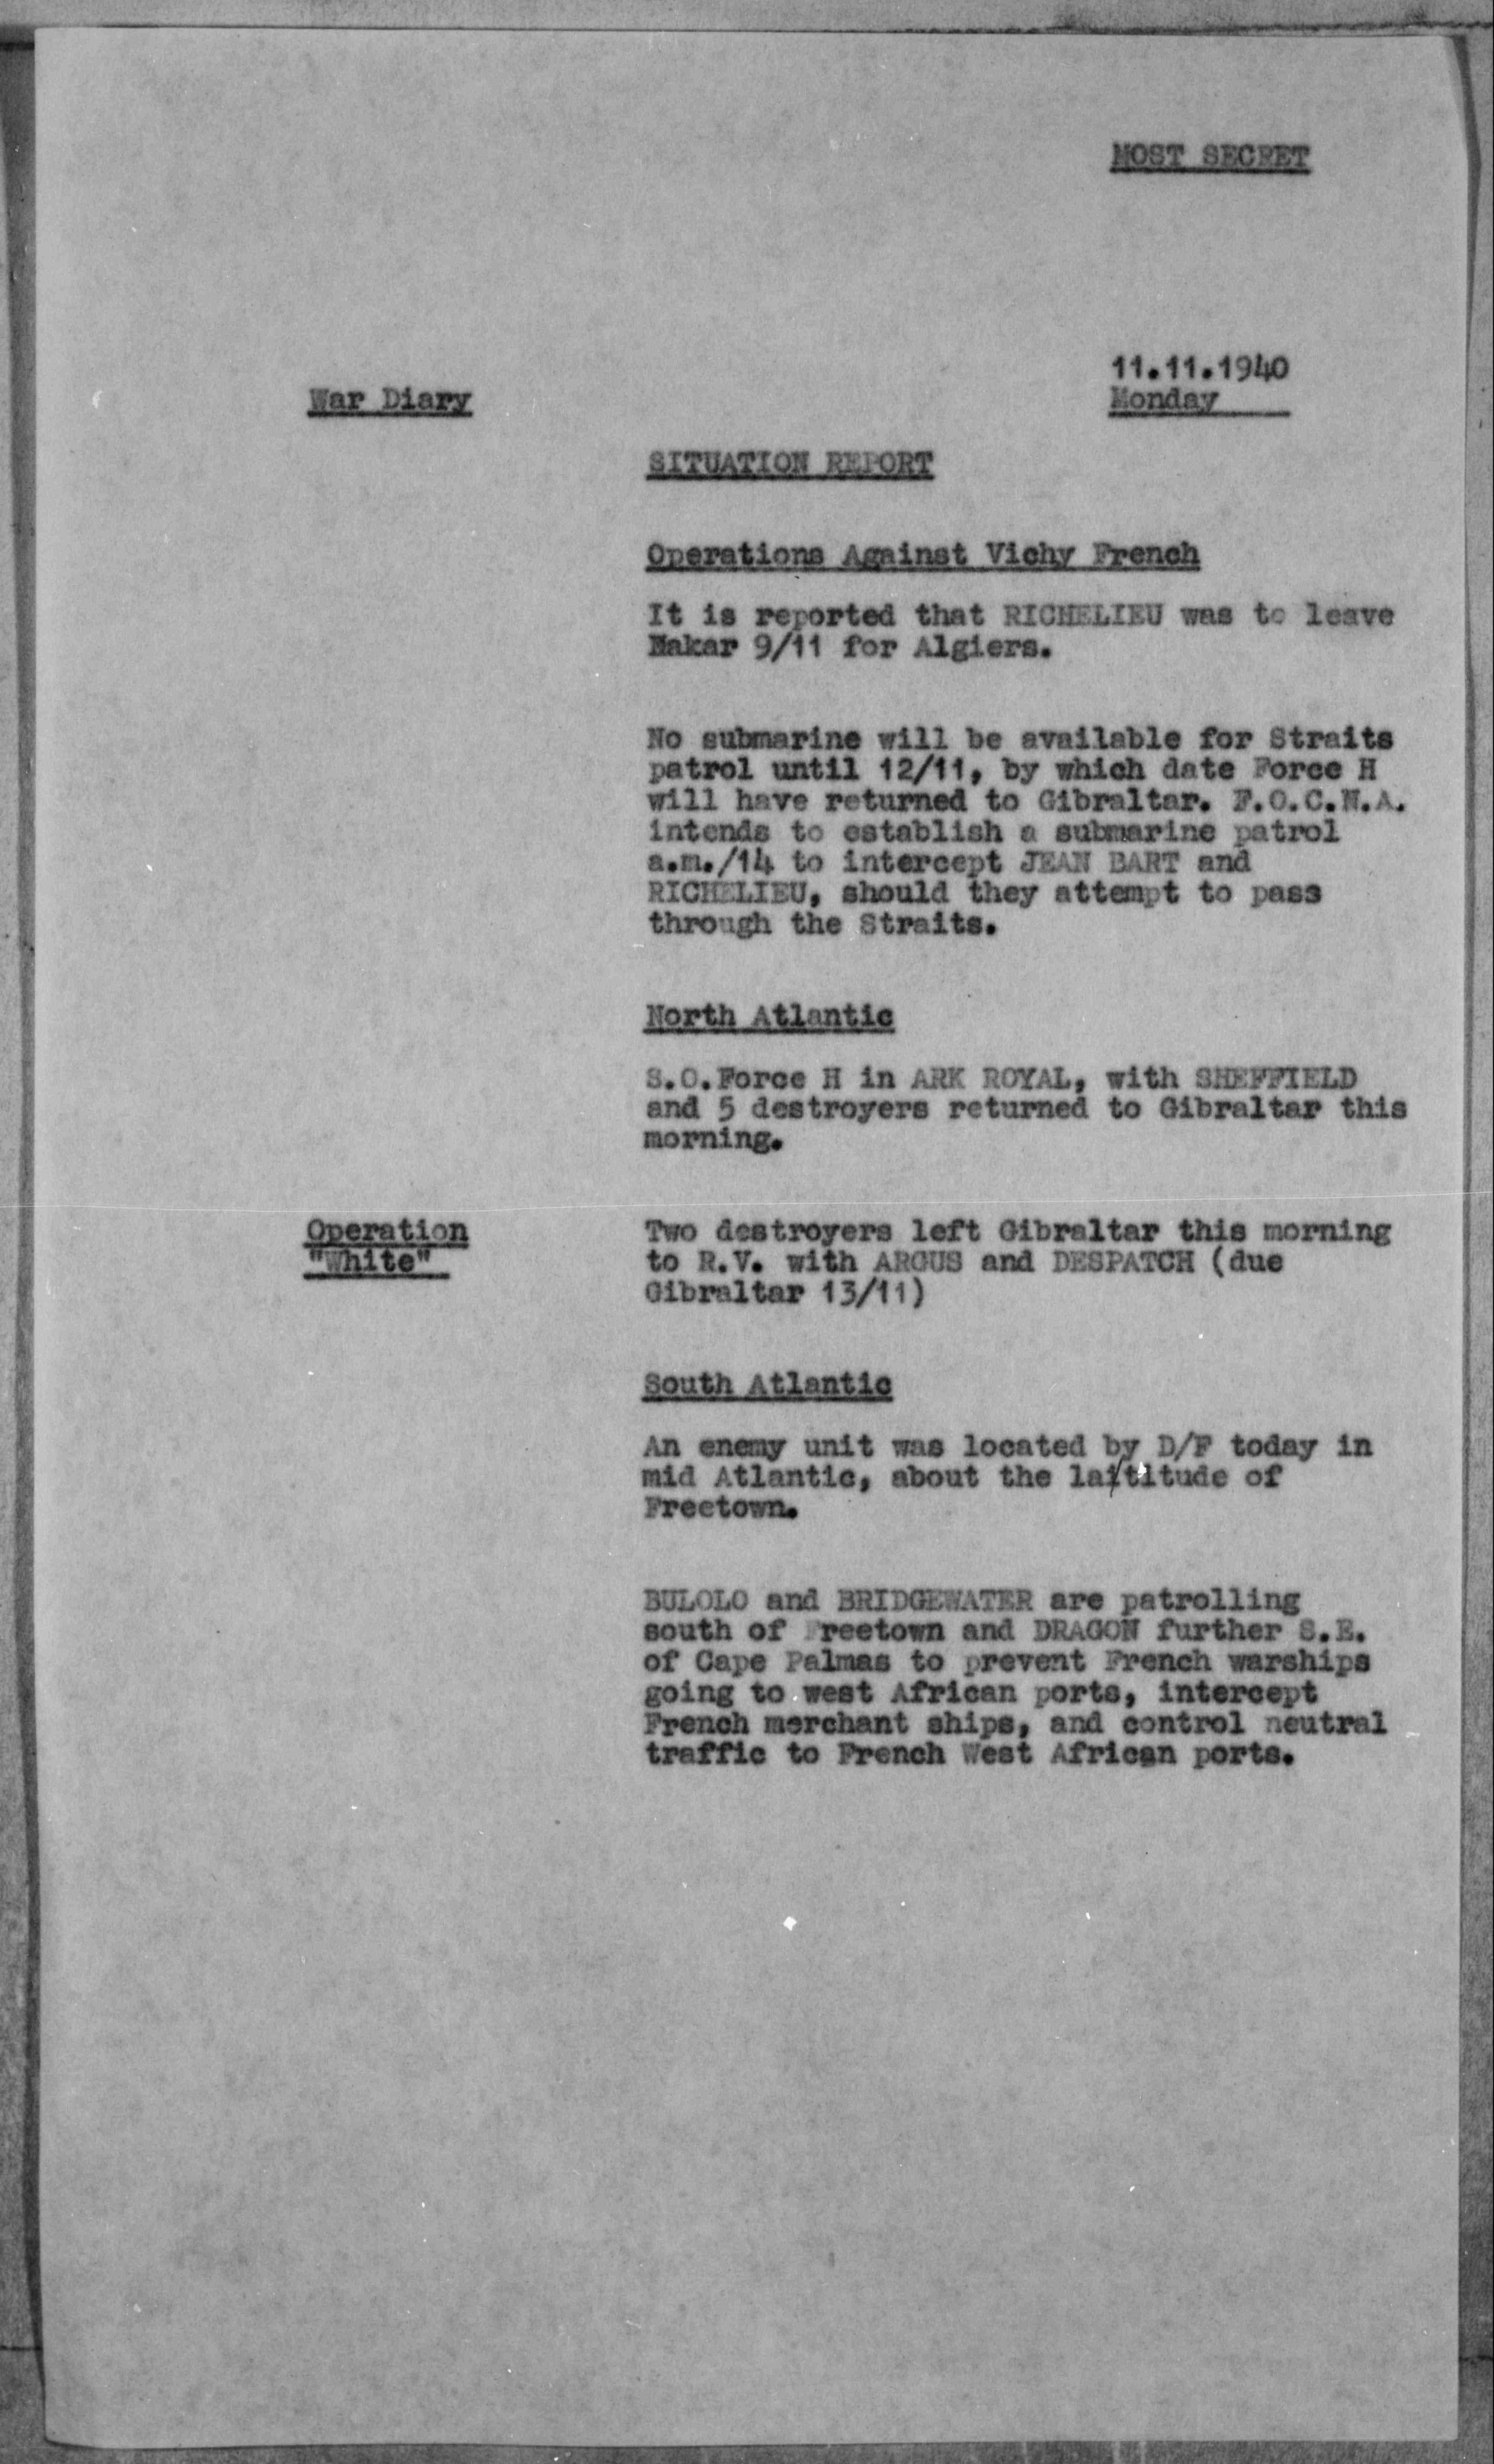 MOST SECRET
11.11.1940
War Diary
Monday
SITUATION REPORT
Operations Against Vichy French
It is reported that RICHELIEU was to leave
Dakar 9/11 for Algiers.
No submarine will be available for Straits
patrol until 12/11, by which date Force H
will have returned to Gibraltar. F.O.C.N.A.
intends to establish a submarine patrol
a.m./14 to intercept JEAN BART and
RICHELIEU, should they attempt to pass
through the Straits.
North Atlantic
S.O.Force H in ARK ROYAL, with SHEFFIELD
and 5 destroyers returned to Gibraltar this
morning.
Operation
"White"
Two destroyers left Gibraltar this morning
to R.V. with ARGUS and DESPATCH (due
Gibraltar 13/11)
South Atlantic
An enemy unit was located by D/F today in
mid Atlantic, about the latitude of
Freetown.
BULOLO and BRIDGEWATER are patrolling
south of Freetown and DRAGON further S.E.
of Cape Palmas to prevent French warships
going to west African ports, intercept
French merchant ships, and control neutral
traffic to French West African ports.